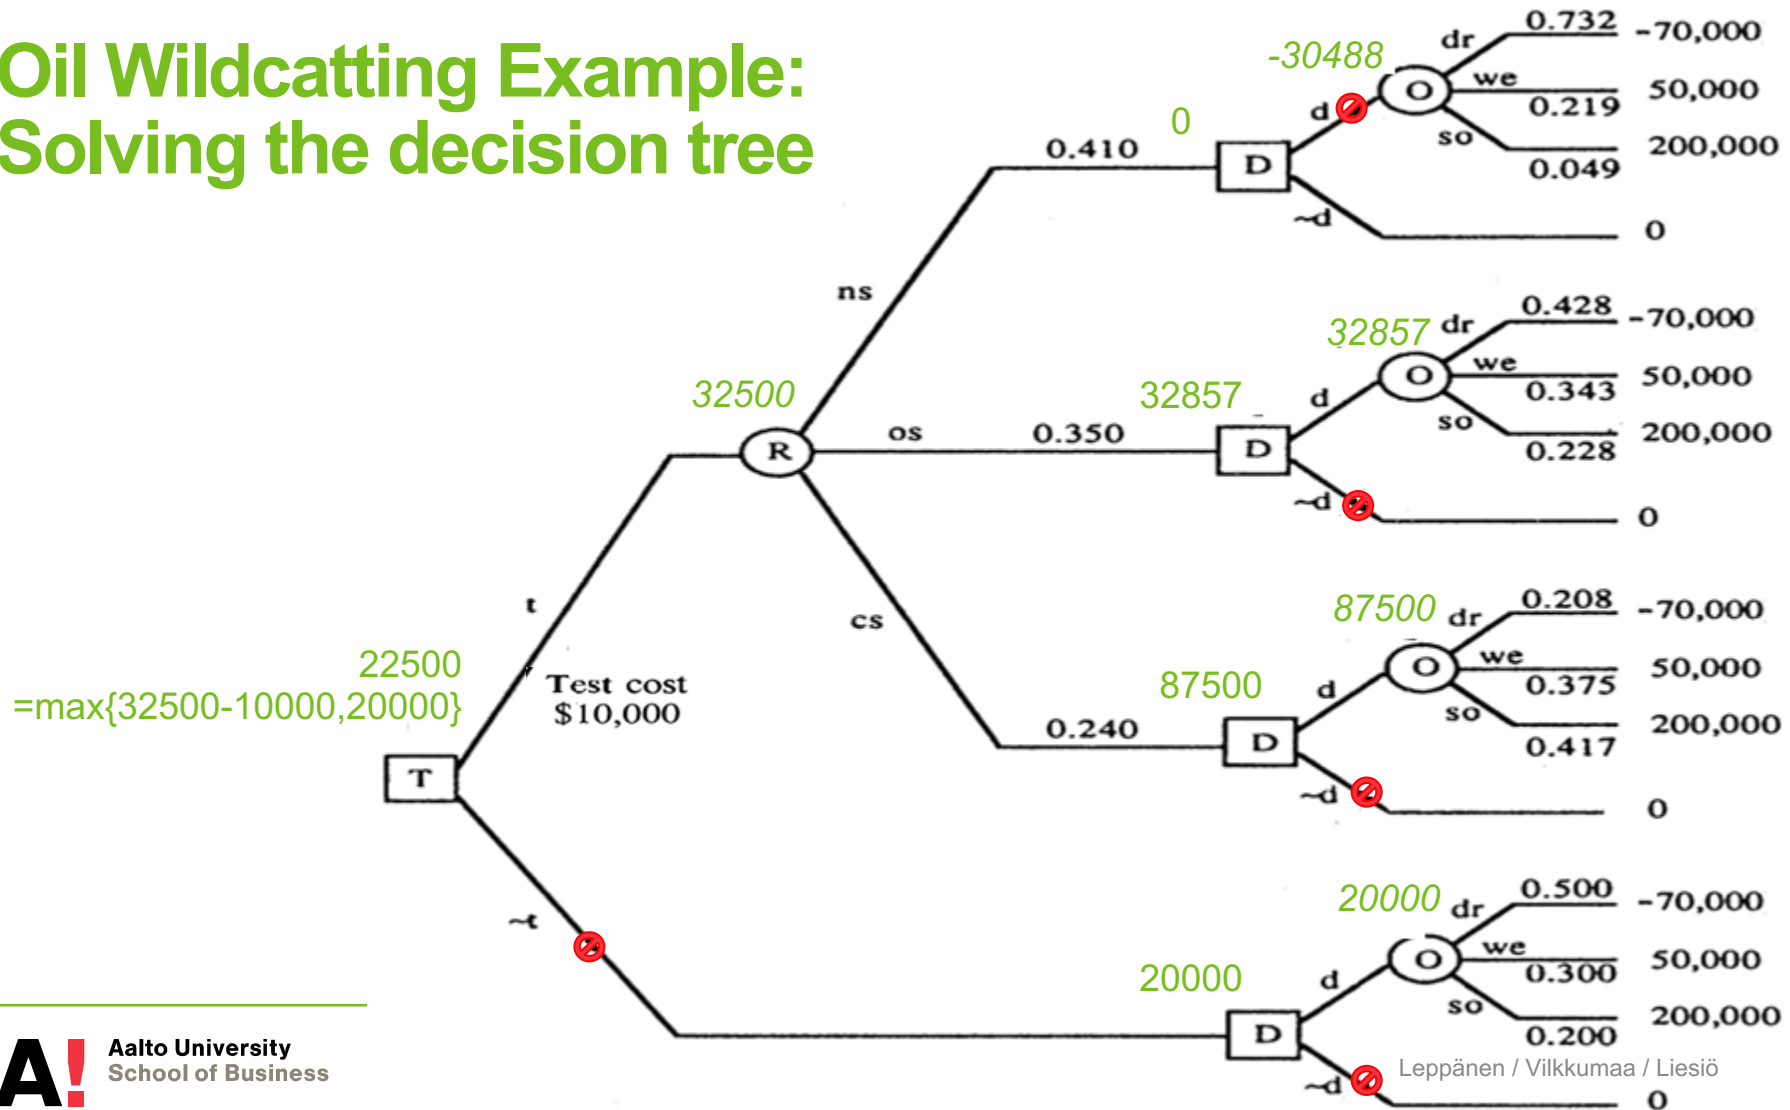 Oil Wildcatting Example:
Solving the decision tree
-30488
dr
0.732
-70,000
d
O
we
0.219
50,000
so
0.049
200,000
0
0.410
D
~d
0
ns
32857
dr
0.428
-70,000
32500
32857
d
O
we
0.343
50,000
so
0.228
200,000
R
os
0.350
D
~d
0
t
cs
87500
dr
0.208
-70,000
22500
=max{32500-10000,20000}
Test cost
$10,000
87500
d
O
we
0.375
50,000
so
0.417
200,000
0.240
D
~d
0
T
~t
20000
dr
0.500
-70,000
20000
d
O
we
0.300
50,000
so
0.200
200,000
D
~d
0
A!
Aalto University
School of Business
Leppänen / Vilkkumaa / Liesiö